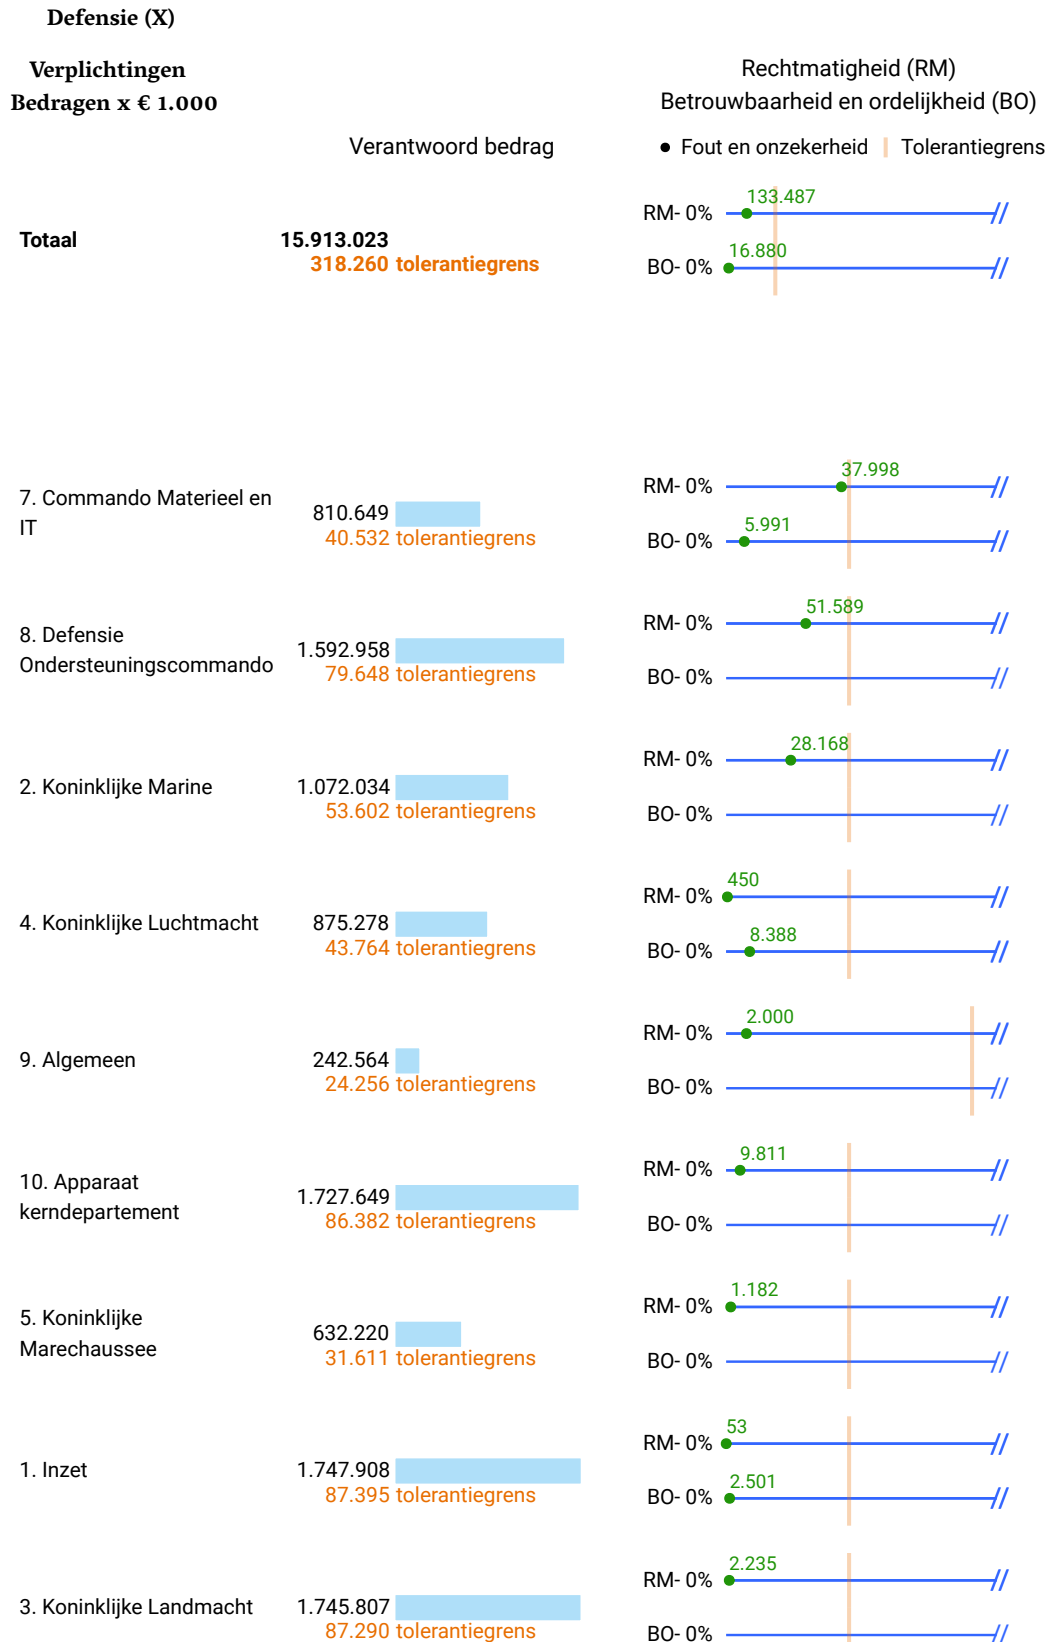 Defensie (X)
Verplichtingen
Bedragen x € 1.000
Rechtmatigheid (RM)
Betrouwbaarheid en ordelijkheid (BO)
Verantwoord bedrag
Fout en onzekerheid
Tolerantiegrens
Totaal
15.913.023
318.260 tolerantiegrens
133.487
RM- 0%
16.880
BO- 0%
7. Commando Materieel en
IT
810.649
40.532 tolerantiegrens
37.998
RM- 0%
5.991
BO- 0%
8. Defensie
Ondersteuningscommando
1.592.958
79.648 tolerantiegrens
51.589
RM- 0%
BO- 0%
2. Koninklijke Marine
1.072.034
53.602 tolerantiegrens
28.168
RM- 0%
BO- 0%
4. Koninklijke Luchtmacht
875.278
43.764 tolerantiegrens
450
RM- 0%
8.388
BO- 0%
9. Algemeen
242.564
24.256 tolerantiegrens
2.000
RM- 0%
BO- 0%
10. Apparaat
kerndepartement
1.727.649
86.382 tolerantiegrens
9.811
RM- 0%
BO- 0%
5. Koninklijke
Marechaussee
632.220
31.611 tolerantiegrens
1.182
RM- 0%
BO- 0%
1. Inzet
1.747.908
87.395 tolerantiegrens
53
RM- 0%
2.501
BO- 0%
3. Koninklijke Landmacht
1.745.807
87.290 tolerantiegrens
2.235
RM- 0%
BO- 0%